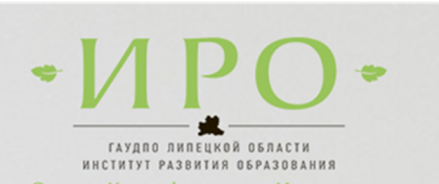 ИРО
ГАУДПО ЛИПЕЦКОЙ ОБЛАСТИ
ИНСТИТУТ РАЗВИТИЯ ОБРАЗОВАНИЯ